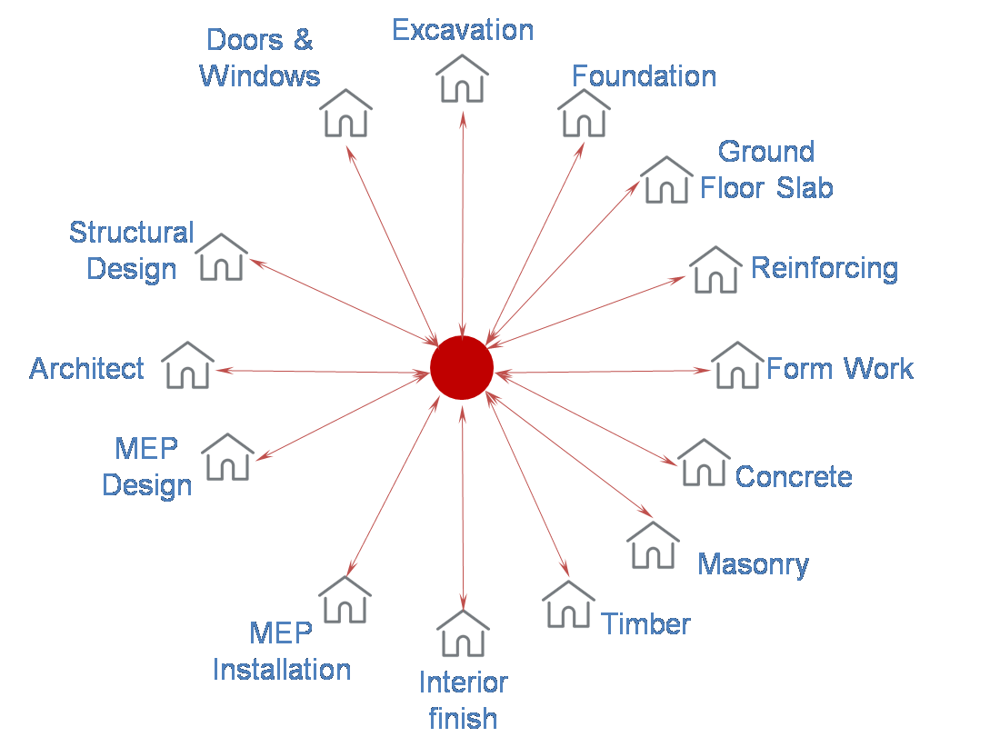 Excavation
Doors &
Windows
Foundation
Ground
Floor Slab
Structural
Design
Reinforcing
Architect
Form Work
MEP
Design
Concrete
Masonry
MEP
Installation
Timber
Interior
finish